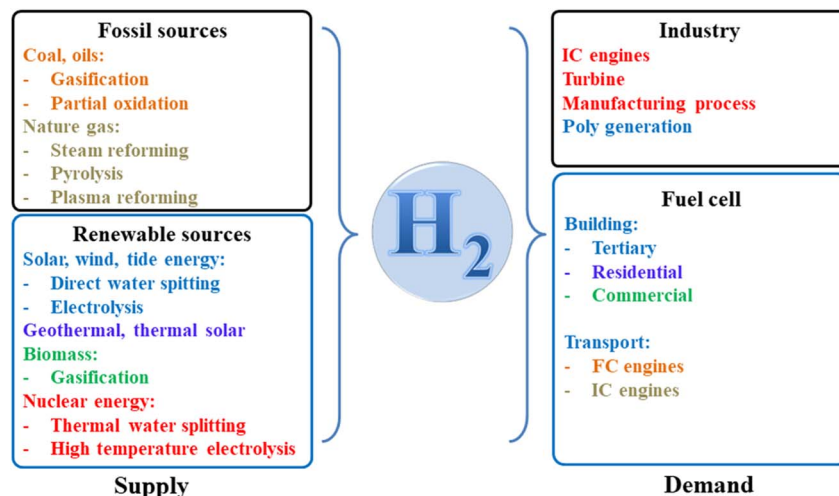 Fossil sources
Coal, oils:
- Gasification
- Partial oxidation
Nature gas:
- Steam reforming
- Pyrolysis
- Plasma reforming
Renewable sources
Solar, wind, tide energy:
- Direct water spitting
- Electrolysis
Geothermal, thermal solar
Biomass:
- Gasification
Nuclear energy:
- Thermal water splitting
- High temperature electrolysis
Supply
H2
Industry
IC engines
Turbine
Manufacturing process
Poly generation
Fuel cell
Building:
- Tertiary
- Residential
- Commercial
Transport:
- FC engines
- IC engines
Demand